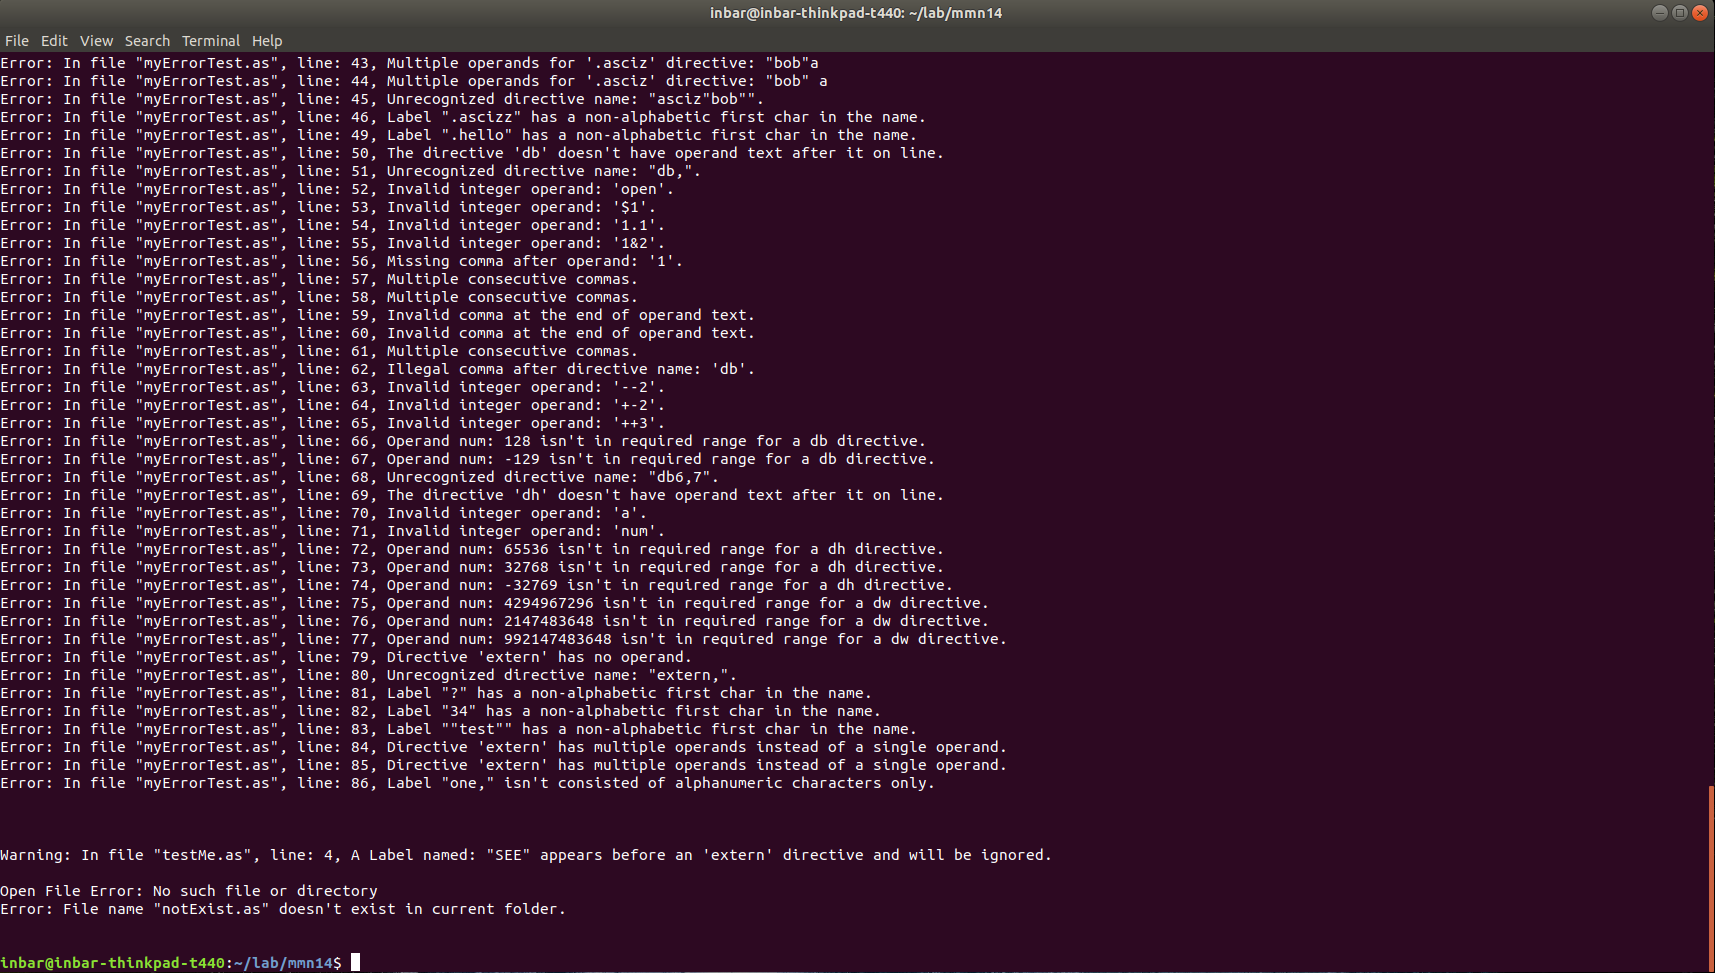 inbar@inbar-thinkpad-t440: ~/lab/mmn14
File Edit View Search Terminal Help
Error: In file "myErrorTest.as", line: 43, Multiple operands for '.asciz' directive: "bob"a
Error: In file "myErrorTest.as", line: 44, Multiple operands for '.asciz' directive: "bob" a
Error: In file "myErrorTest.as", line: 45, Unrecognized directive name: "asciz"bob"".
Error: In file "myErrorTest.as", line: 46, Label ".ascizz" has a non-alphabetic first char in the name.
Error: In file "myErrorTest.as", line: 49, Label ".hello" has a non-alphabetic first char in the name.
Error: In file "myErrorTest.as", line: 50, The directive 'db' doesn't have operand text after it on line.
Error: In file "myErrorTest.as", line: 51, Unrecognized directive name: "db,".
Error: In file "myErrorTest.as", line: 52, Invalid integer operand: 'open'.
Error: In file "myErrorTest.as", line: 53, Invalid integer operand: '$1'.
Error: In file "myErrorTest.as", line: 54, Invalid integer operand: '1.1'.
Error: In file "myErrorTest.as", line: 55, Invalid integer operand: '1&2'.
Error: In file "myErrorTest.as", line: 56, Missing comma after operand: '1'.
Error: In file "myErrorTest.as", line: 57, Multiple consecutive commas.
Error: In file "myErrorTest.as", line: 58, Multiple consecutive commas.
Error: In file "myErrorTest.as", line: 59, Invalid comma at the end of operand text.
Error: In file "myErrorTest.as", line: 60, Invalid comma at the end of operand text.
Error: In file "myErrorTest.as", line: 61, Multiple consecutive commas.
Error: In file "myErrorTest.as", line: 62, Illegal comma after directive name: 'db'.
Error: In file "myErrorTest.as", line: 63, Invalid integer operand: '--2'.
Error: In file "myErrorTest.as", line: 64, Invalid integer operand: '+-2'.
Error: In file "myErrorTest.as", line: 65, Invalid integer operand: '++3'.
Error: In file "myErrorTest.as", line: 66, Operand num: 128 isn't in required range for a db directive.
Error: In file "myErrorTest.as", line: 67, Operand num: -129 isn't in required range for a db directive.
Error: In file "myErrorTest.as", line: 68, Unrecognized directive name: "db6,7".
Error: In file "myErrorTest.as", line: 69, The directive 'dh' doesn't have operand text after it on line.
Error: In file "myErrorTest.as", line: 70, Invalid integer operand: 'a'.
Error: In file "myErrorTest.as", line: 71, Invalid integer operand: 'num'.
Error: In file "myErrorTest.as", line: 72, Operand num: 65536 isn't in required range for a dh directive.
Error: In file "myErrorTest.as", line: 73, Operand num: 32768 isn't in required range for a dh directive.
Error: In file "myErrorTest.as", line: 74, Operand num: -32769 isn't in required range for a dh directive.
Error: In file "myErrorTest.as", line: 75, Operand num: 4294967296 isn't in required range for a dw directive.
Error: In file "myErrorTest.as", line: 76, Operand num: 2147483648 isn't in required range for a dw directive.
Error: In file "myErrorTest.as", line: 77, Operand num: 992147483648 isn't in required range for a dw directive.
Error: In file "myErrorTest.as", line: 79, Directive 'extern' has no operand.
Error: In file "myErrorTest.as", line: 80, Unrecognized directive name: "extern,".
Error: In file "myErrorTest.as", line: 81, Label "?" has a non-alphabetic first char in the name.
Error: In file "myErrorTest.as", line: 82, Label "34" has a non-alphabetic first char in the name.
Error: In file "myErrorTest.as", line: 83, Label ""test"" has a non-alphabetic first char in the name.
Error: In file "myErrorTest.as", line: 84, Directive 'extern' has multiple operands instead of a single operand.
Error: In file "myErrorTest.as", line: 85, Directive 'extern' has multiple operands instead of a single operand.
Error: In file "myErrorTest.as", line: 86, Label "one," isn't consisted of alphanumeric characters only.
Warning: In file "testMe.as", line: 4, A Label named: "SEE" appears before an 'extern' directive and will be ignored.
Open File Error: No such file or directory
Error: File name "notExist.as" doesn't exist in current folder.
inbar@inbar-thinkpad-t440:~/lab/mmn14$